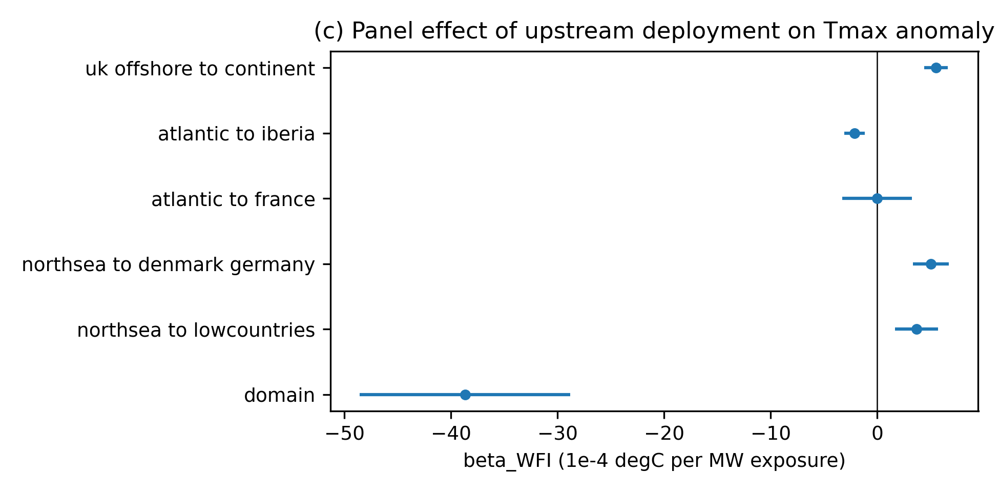 (c) Panel effect of upstream deployment on Tmax anomaly
uk offshore to continent
atlantic to iberia
atlantic to france
northsea to denmark germany
northsea to lowcountries
domain
−50 −40 −30 −20 −10 0
beta_WFI (1e-4 degC per MW exposure)